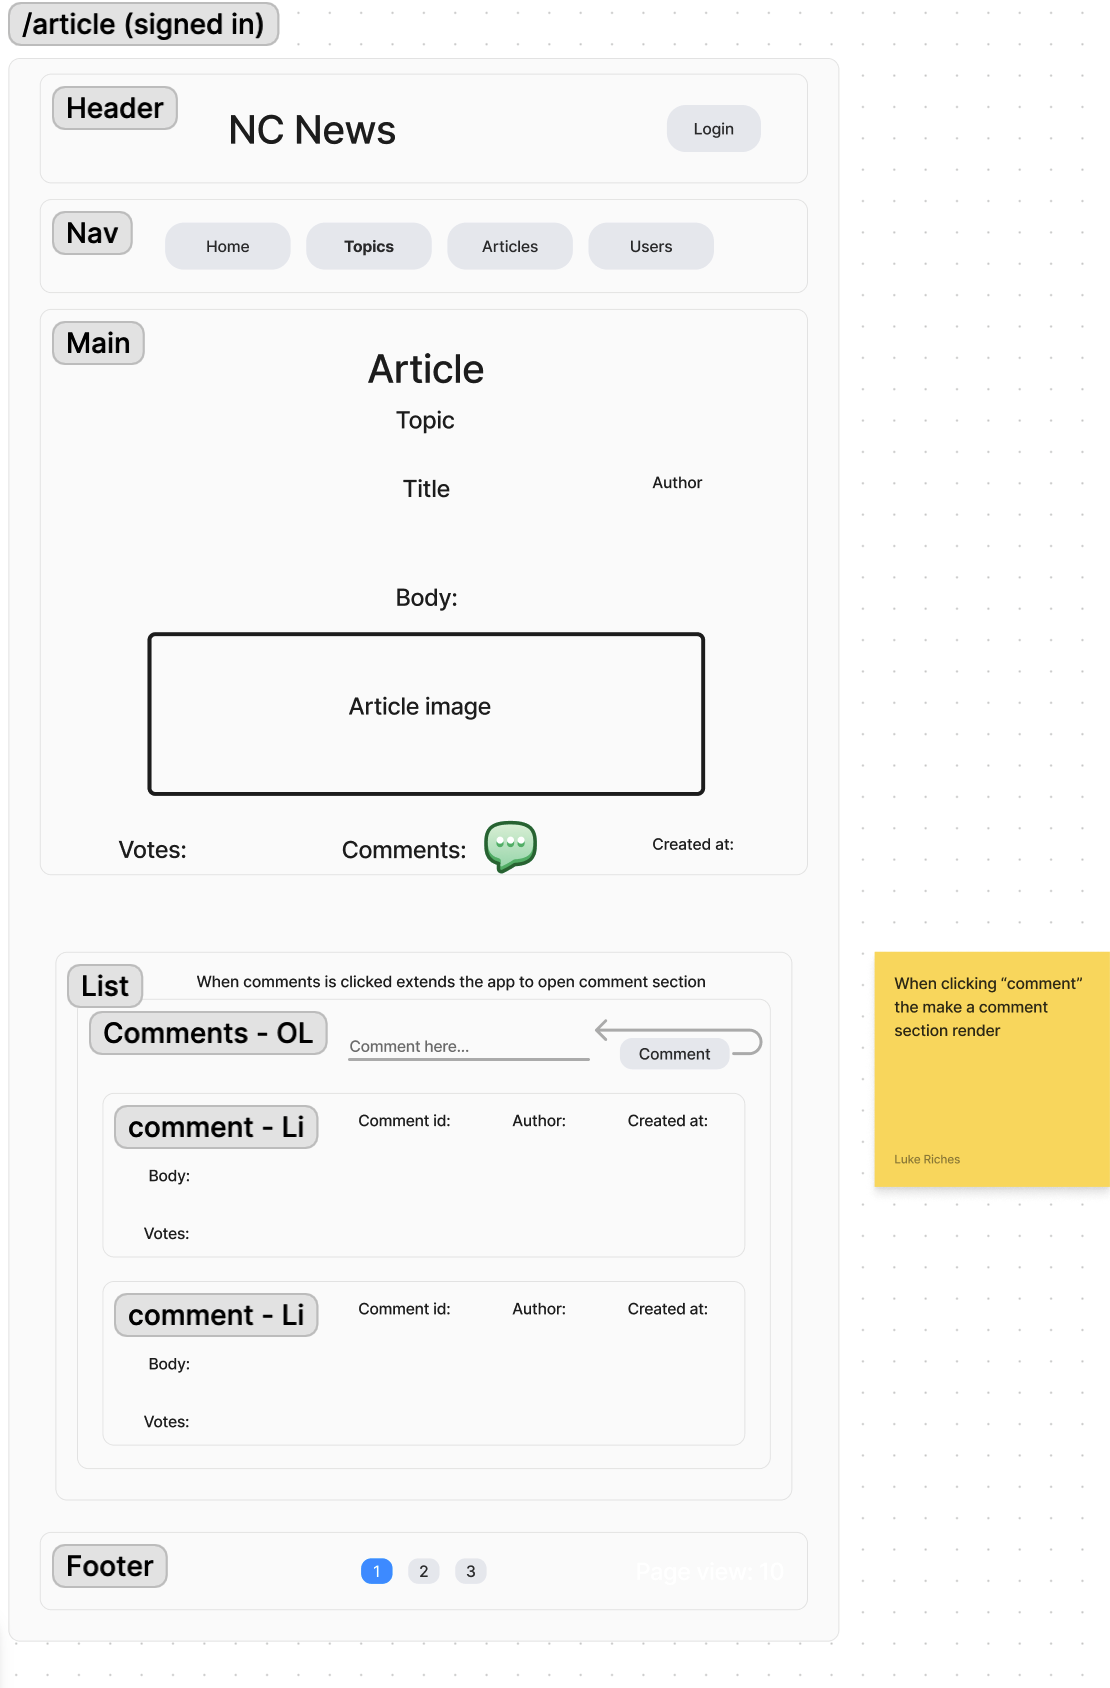 /article (signed in)
Header
NC News
Login
Nav
Home
Topics
Articles
Users
Main
Article
Topic
Title
Author
Body:
Article image
Votes:
Comments:
Created at:
List
When comments is clicked extends the app to open comment section
Comments - OL
Comment here...
Comment
comment - Li
Comment id:
Author:
Created at:
Body:
Votes:
comment - Li
Comment id:
Author:
Created at:
Body:
Votes:
When clicking “comment”
the make a comment
section render
Luke Riches
Footer
1
2
3
Page view: 10